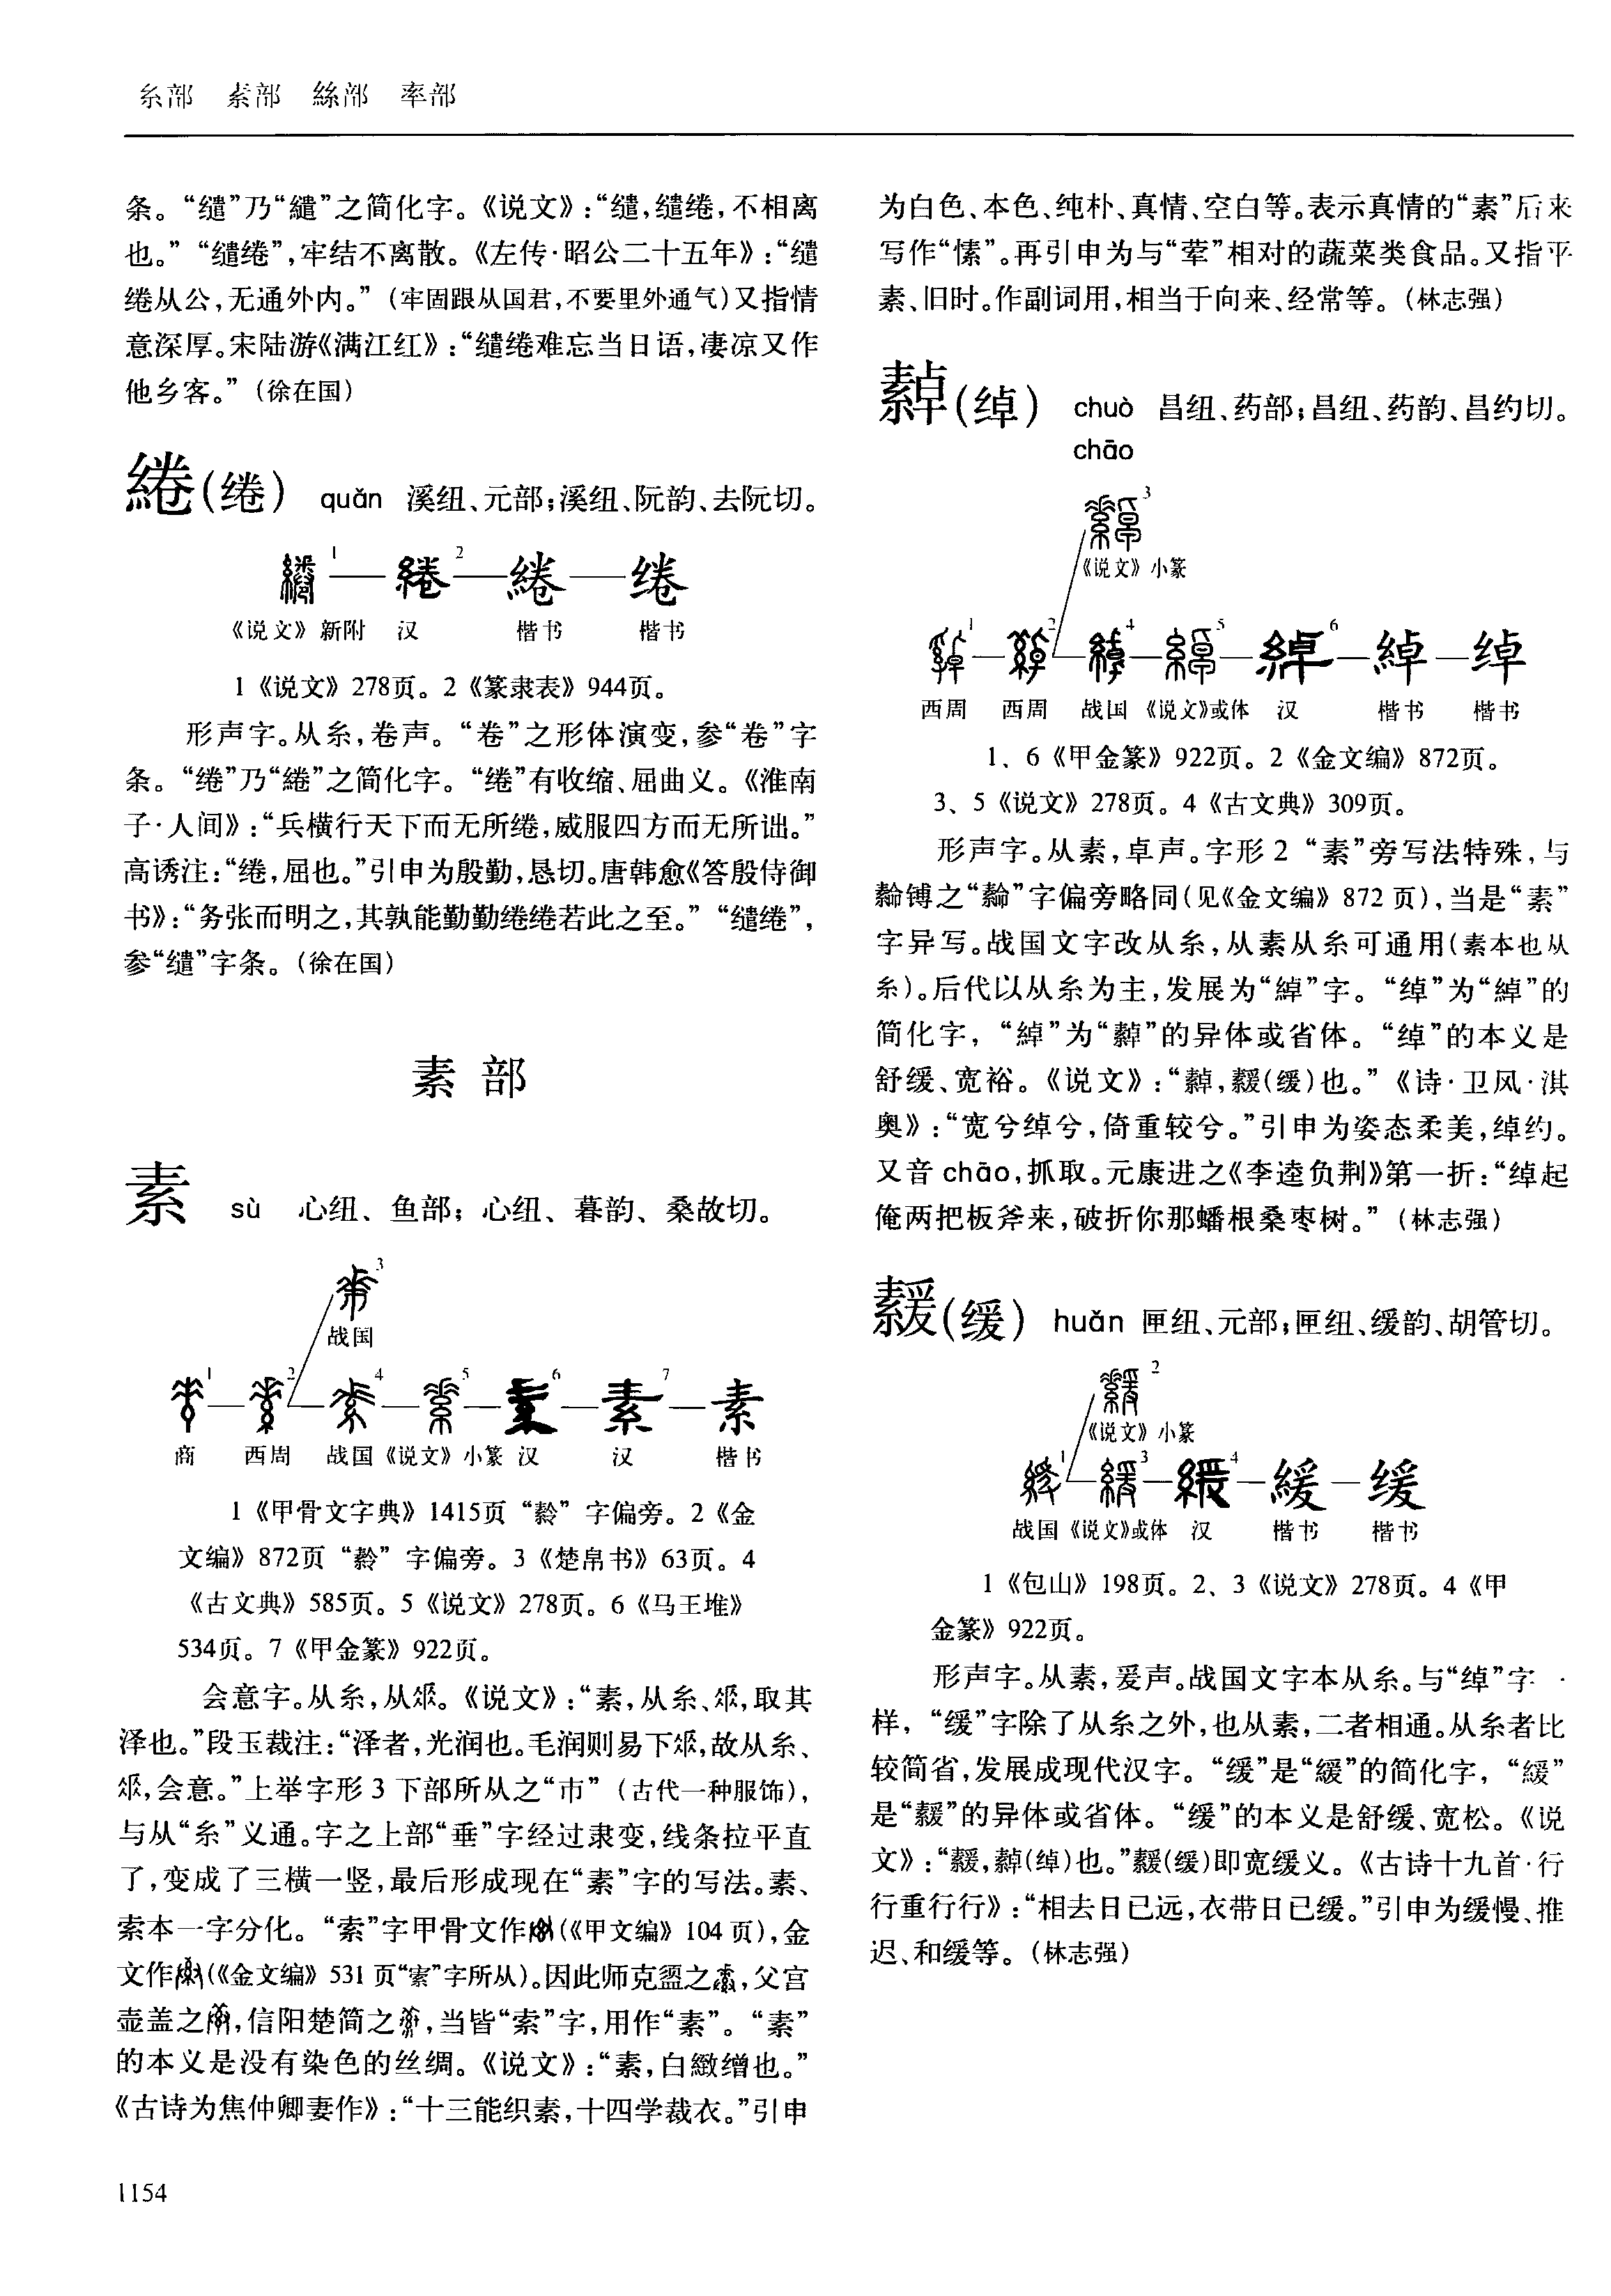 糸部 素部 絲部 率部
条。“缱”乃“繾”之简化字。《说文》:“缱,缱绻,不相离
也。”“缱绻”,牢结不离散。《左传·昭公二十五年》:“缱
绻从公,无通外内。”(牢固跟从国君,不要里外通气)又指情
意深厚。宋陆游《满江红》:“缱绻难忘当日语,凄凉又作
他乡客。”(徐在国)
綣(绻) quǎn 溪纽、元部;溪纽、阮韵、去阮切。
1 2 綣 绻
《说文》新附 汉 楷书 楷书
1《说文》278页。2《篆隶表》944页。
形声字。从糸,卷声。“卷”之形体演变,参“卷”字
条。“绻”乃“綣”之简化字。“绻”有收缩、屈曲义。《淮南
子·人间》:“兵横行天下而无所绻,威服四方而无所诎。”
高诱注:“绻,屈也。”引申为殷勤,恳切。唐韩愈《答殷侍御
书》:“务张而明之,其孰能勤勤绻绻若此之至。”“缱绻”,
参“缱”字条。(徐在国)
素部
素 sù 心纽、鱼部;心纽、暮韵、桑故切。
3
战国
1 2 4 5 6 素 7 素
商 西周 战国《说文》小篆 汉 汉 楷书
1《甲骨文字典》1415页“”字偏旁。2《金
文编》872页“”字偏旁。3《楚帛书》63页。4
《古文典》585页。5《说文》278页。6《马王堆》
534页。7《甲金篆》922页。
会意字。从糸,从𠂹。《说文》:“素,从糸、𠂹,取其
泽也。”段玉裁注:“泽者,光润也。毛润则易下𠂹,故从糸、
𠂹,会意。”上举字形3下部所从之“巿”(古代一种服饰),
与从“糸”义通。字之上部“垂”字经过隶变,线条拉平直
了,变成了三横一竖,最后形成现在“素”字的写法。素、
索本一字分化。“索”字甲骨文作(《甲文编》104页),金
文作(《金文编》531页“𡩡”字所从)。因此师克盨之,父宫
壶盖之,信阳楚简之,当皆“索”字,用作“素”。“素”
的本义是没有染色的丝绸。《说文》:“素,白緻缯也。”
《古诗为焦仲卿妻作》:“十三能织素,十四学裁衣。”引申
1154
为白色、本色、纯朴、真情、空白等。表示真情的“素”后来
写作“愫”。再引申为与“荤”相对的蔬菜类食品。又指平
素、旧时。作副词用,相当于向来、经常等。(林志强)
繛(绰) chuò 昌纽、药部;昌纽、药韵、昌约切。
chāo
3
《说文》小篆
1 2 4 5 6 綽 绰
西周 西周 战国《说文》或体 汉 楷书 楷书
1、6《甲金篆》922页。2《金文编》872页。
3、5《说文》278页。4《古文典》309页。
形声字。从素,卓声。字形2“素”旁写法特殊,与
镈之“”字偏旁略同(见《金文编》872页),当是“素”
字异写。战国文字改从糸,从素从糸可通用(素本也从
糸)。后代以从糸为主,发展为“綽”字。“绰”为“綽”的
简化字,“綽”为“繛”的异体或省体。“绰”的本义是
舒缓、宽裕。《说文》:“繛,䋿(缓)也。”《诗·卫风·淇
奥》:“宽兮绰兮,倚重较兮。”引申为姿态柔美,绰约。
又音chāo,抓取。元康进之《李逵负荆》第一折:“绰起
俺两把板斧来,破折你那蟠根桑枣树。”(林志强)
䋿(缓) huǎn 匣纽、元部;匣纽、缓韵、胡管切。
2
《说文》小篆
1 3 4 緩 缓
战国《说文》或体 汉 楷书 楷书
1《包山》198页。2、3《说文》278页。4《甲
金篆》922页。
形声字。从素,爰声。战国文字本从糸。与“绰”字
样,“缓”字除了从糸之外,也从素,二者相通。从糸者比
较简省,发展成现代汉字。“缓”是“緩”的简化字,“緩”
是“䋿”的异体或省体。“缓”的本义是舒缓、宽松。《说
文》:“䋿,繛(绰)也。”䋿(缓)即宽缓义。《古诗十九首·行
行重行行》:“相去日已远,衣带日已缓。”引申为缓慢、推
迟、和缓等。(林志强)